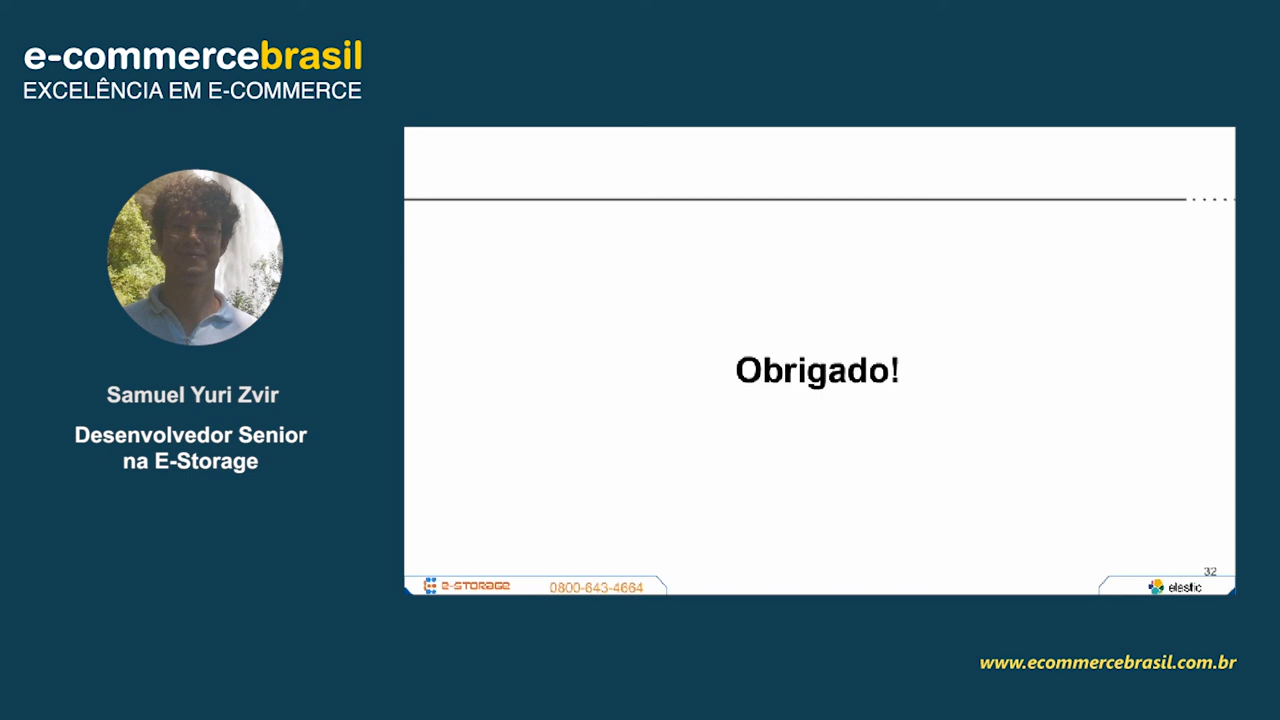 e-commercebrasil
EXCELÊNCIA EM E-COMMERCE
Samuel Yuri Zvir
Desenvolvedor Senior
na E-Storage
Obrigado!
32
e-STORAGE
0800-643-4664
elastic
www.ecommercebrasil.com.br